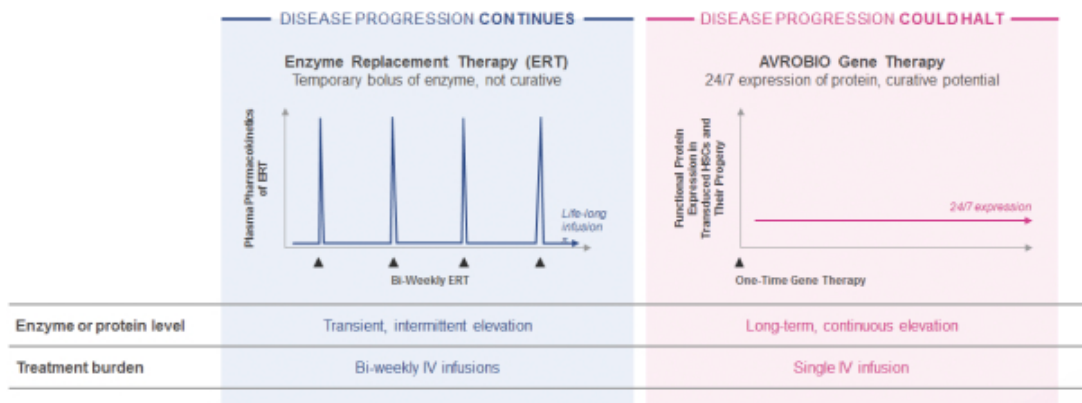 DISEASE PROGRESSION CONTINUES
Enzyme Replacement Therapy (ERT)
Temporary bolus of enzyme, not curative
Plasma Pharmacokinetics
of ERT
Life-long
infusion
Bi-Weekly ERT
DISEASE PROGRESSION COULD HALT
AVROBIO Gene Therapy
24/7 expression of protein, curative potential
Functional Protein
Expression in
Transduced HSCs and
Their Progeny
24/7 expression
One-Time Gene Therapy
Enzyme or protein level
Transient, intermittent elevation
Long-term, continuous elevation
Treatment burden
Bi-weekly IV infusions
Single IV infusion